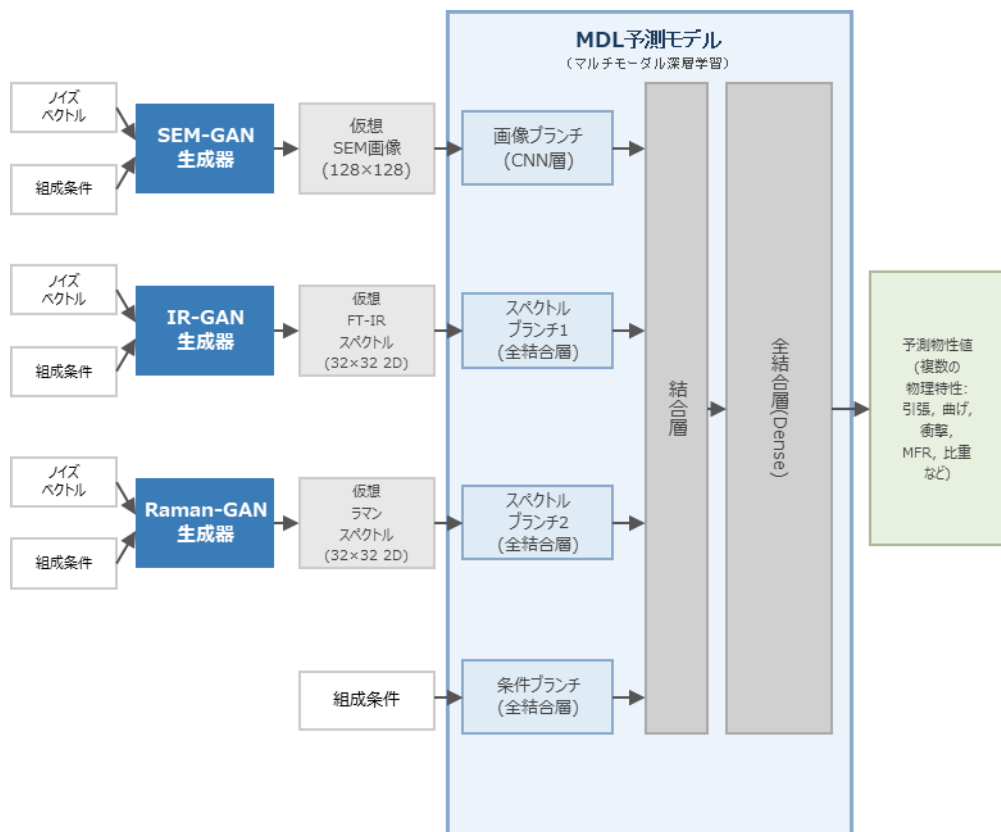 MDL予測モデル
(マルチモーダル深層学習)
ノイズ
ベクトル
組成条件
SEM-GAN
生成器
仮想
SEM画像
(128×128)
画像ブランチ
(CNN層)
ノイズ
ベクトル
組成条件
IR-GAN
生成器
仮想
FT-IR
スペクトル
(32×32 2D)
スペクトル
ブランチ1
(全結合層)
ノイズ
ベクトル
組成条件
Raman-GAN
生成器
仮想
ラマン
スペクトル
(32×32 2D)
スペクトル
ブランチ2
(全結合層)
組成条件
条件ブランチ
(全結合層)
結合層
全結合層(Dense)
予測物性値
(複数の
物理特性:
引張, 曲げ,
衝撃,
MFR, 比重
など)